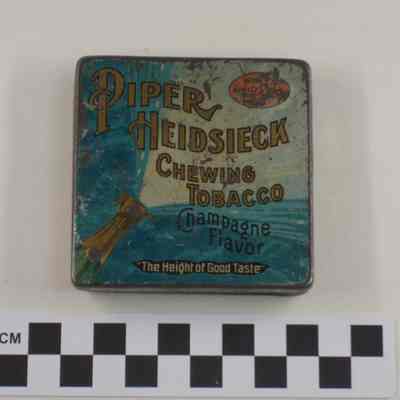 PIPER
HEIDSIECK
CHEWING
TOBACCO
Champagne
Flavor
The Height of Good Taste
CM